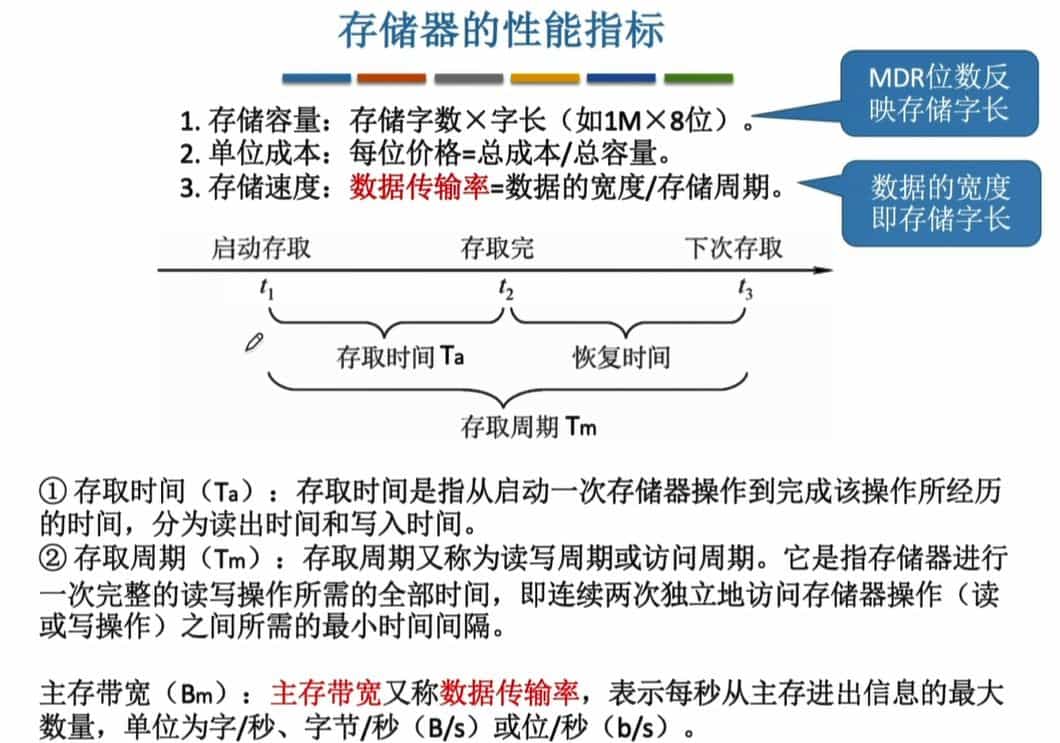 存储器的性能指标
1. 存储容量：存储字数×字长（如1M×8位）。
MDR位数反
映存储字长
2. 单位成本：每位价格=总成本/总容量。
3. 存储速度：数据传输率=数据的宽度/存储周期。
数据的宽度
即存储字长
启动存取 存取完 下次存取
t1 t2 t3
存取时间 Ta 恢复时间
存取周期 Tm
① 存取时间（Ta）：存取时间是指从启动一次存储器操作到完成该操作所经历
的时间，分为读出时间和写入时间。
② 存取周期（Tm）：存取周期又称为读写周期或访问周期。它是指存储器进行
一次完整的读写操作所需的全部时间，即连续两次独立地访问存储器操作（读
或写操作）之间所需的最小时间间隔。
主存带宽（Bm）：主存带宽又称数据传输率，表示每秒从主存进出信息的最大
数量，单位为字/秒、字节/秒（B/s）或位/秒（b/s）。